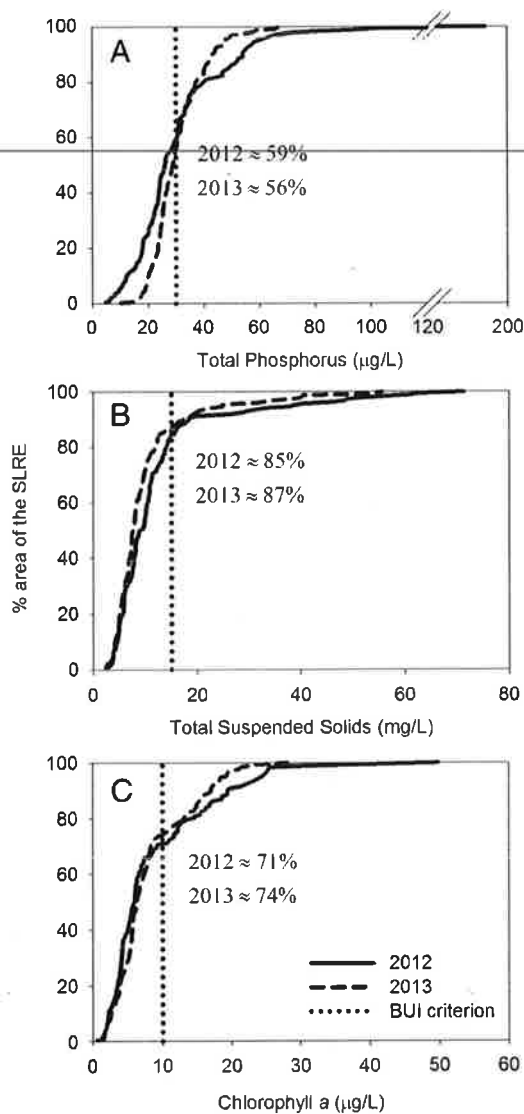 A
100
80
60
40
20
0
2012 ≈ 59%
2013 ≈ 56%
0 20 40 60 80 100 120 200
Total Phosphorus (µg/L)
B
100
80
60
40
20
0
2012 ≈ 85%
2013 ≈ 87%
0 20 40 60 80
Total Suspended Solids (mg/L)
% area of the SLRE
C
100
80
60
40
20
0
2012 ≈ 71%
2013 ≈ 74%
2012
2013
BUI criterion
0 10 20 30 40 50 60
Chlorophyll a (µg/L)